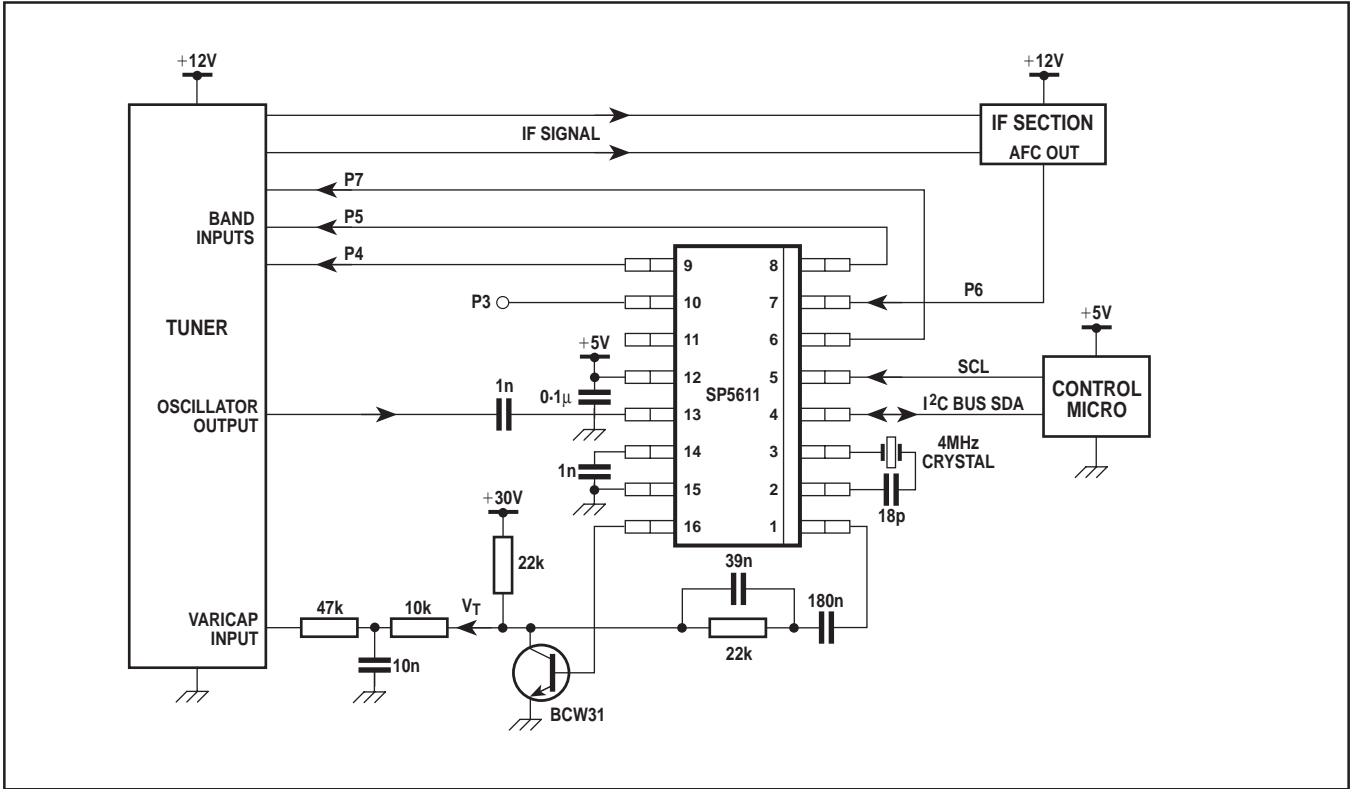 +12V
+12V
IF SIGNAL
IF SECTION
AFC OUT
P7
BAND
INPUTS
P5
P4
9
8
P3
10
7
P6
TUNER
11
6
+5V
+5V
12
5
SCL
SP5611
CONTROL
MICRO
OSCILLATOR
OUTPUT
1n
0·1µ
13
4
I²C BUS SDA
14
3
4MHz
CRYSTAL
1n
15
2
18p
+30V
16
1
22k
39n
180n
VARICAP
INPUT
47k
10k
VT
22k
10n
BCW31